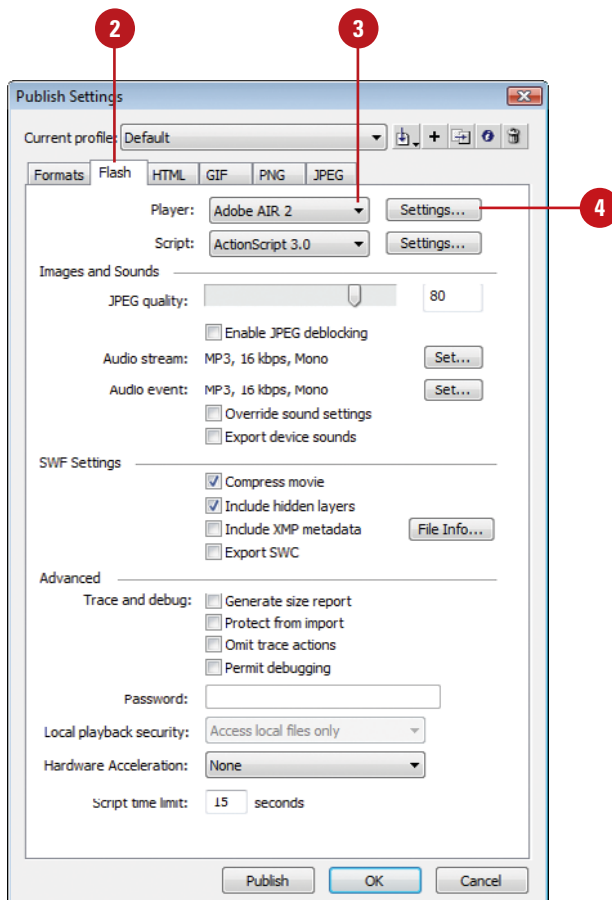 2 3
Publish Settings
Current profile: Default
Formats Flash HTML GIF PNG JPEG
Player: Adobe AIR 2 Settings... 4
Script: ActionScript 3.0 Settings...
Images and Sounds
JPEG quality: 80
Enable JPEG deblocking
Audio stream: MP3, 16 kbps, Mono Set...
Audio event: MP3, 16 kbps, Mono Set...
Override sound settings
Export device sounds
SWF Settings
Compress movie
Include hidden layers
Include XMP metadata File Info...
Export SWC
Advanced
Trace and debug: Generate size report
Protect from import
Omit trace actions
Permit debugging
Password:
Local playback security: Access local files only
Hardware Acceleration: None
Script time limit: 15 seconds
Publish OK Cancel